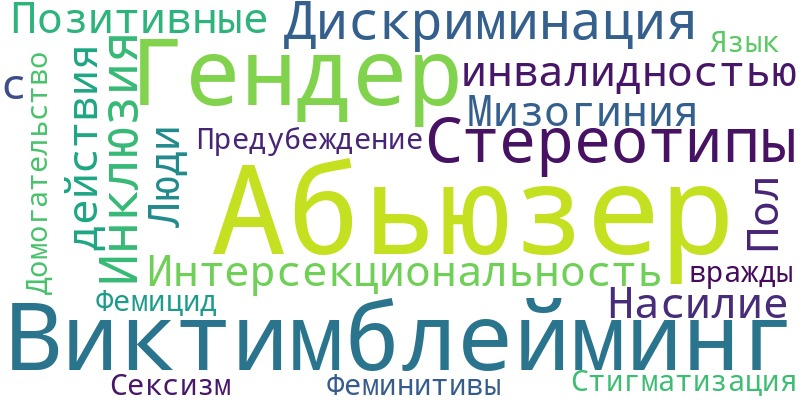 Позитивные
Дискриминация
Язык
Гендер
инвалидностью
с
Мизогиния
Домогательство
действия
Инклюзия
Люди
Предубеждение
Стереотипы
Абьюзер
Пол
Интерсекциональность
вражды
Фемицид
Насилие
Виктимблейминг
Сексизм
Феминитивы
Стигматизация